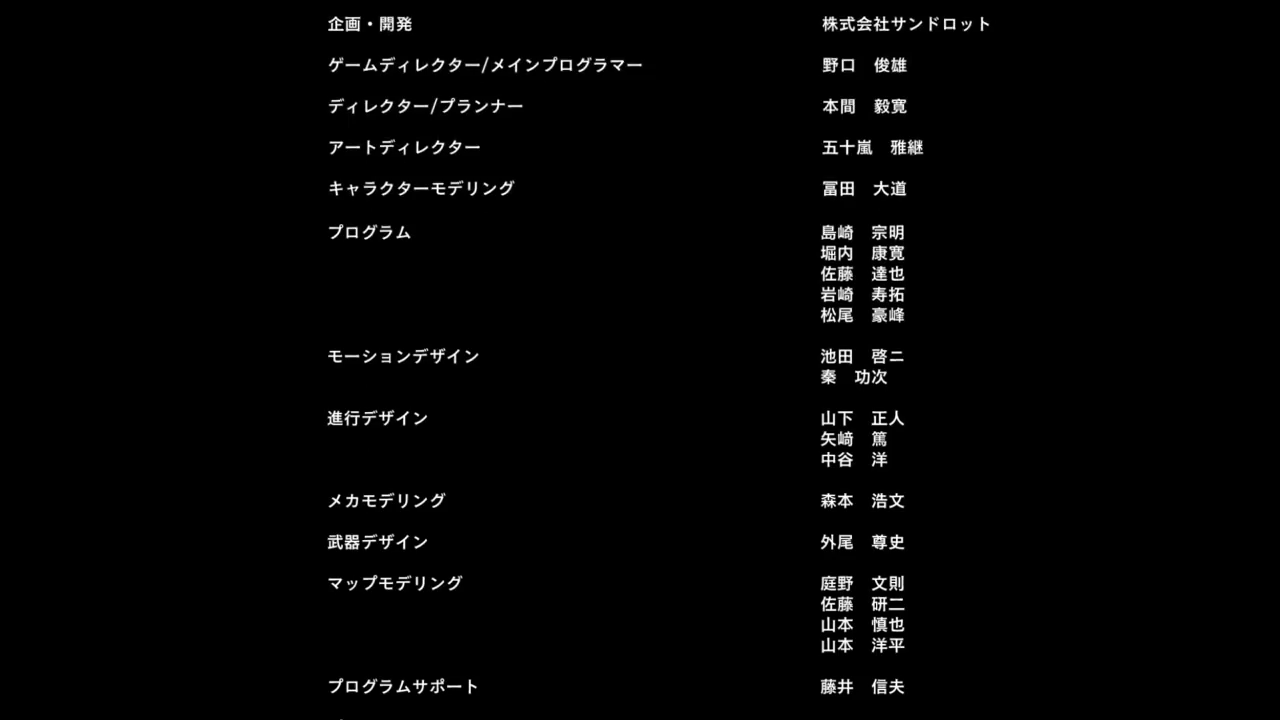 企画・開発　株式会社サンドロット
ゲームディレクター/メインプログラマー　野口　俊雄
ディレクター/プランナー　本間　毅寛
アートディレクター　五十嵐　雅継
キャラクターモデリング　冨田　大道
プログラム　島崎　宗明
堀内　康寛
佐藤　達也
岩崎　寿拓
松尾　豪峰
モーションデザイン　池田　啓ニ
秦　功次
進行デザイン　山下　正人
矢﨑　篤
中谷　洋
メカモデリング　森本　浩文
武器デザイン　外尾　尊史
マップモデリング　庭野　文則
佐藤　研二
山本　慎也
山本　洋平
プログラムサポート　藤井　信夫